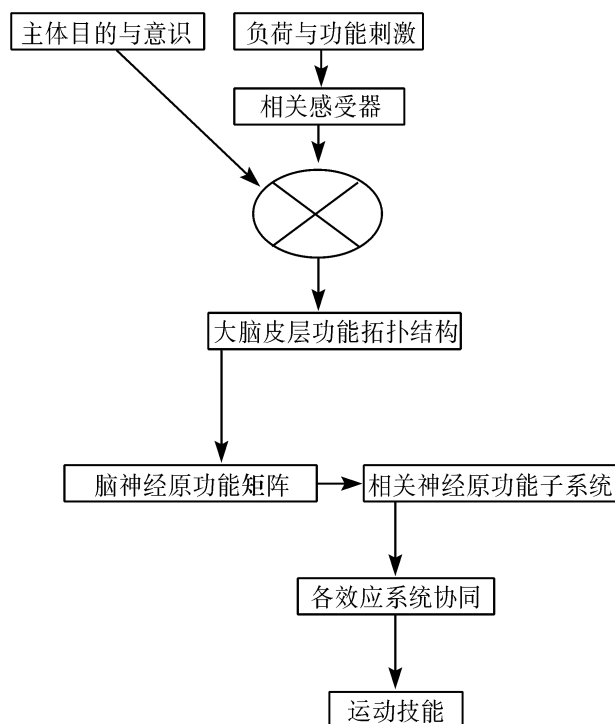 主体目的与意识
负荷与功能刺激
相关感受器
大脑皮层功能拓扑结构
脑神经原功能矩阵
相关神经原功能子系统
各效应系统协同
运动技能